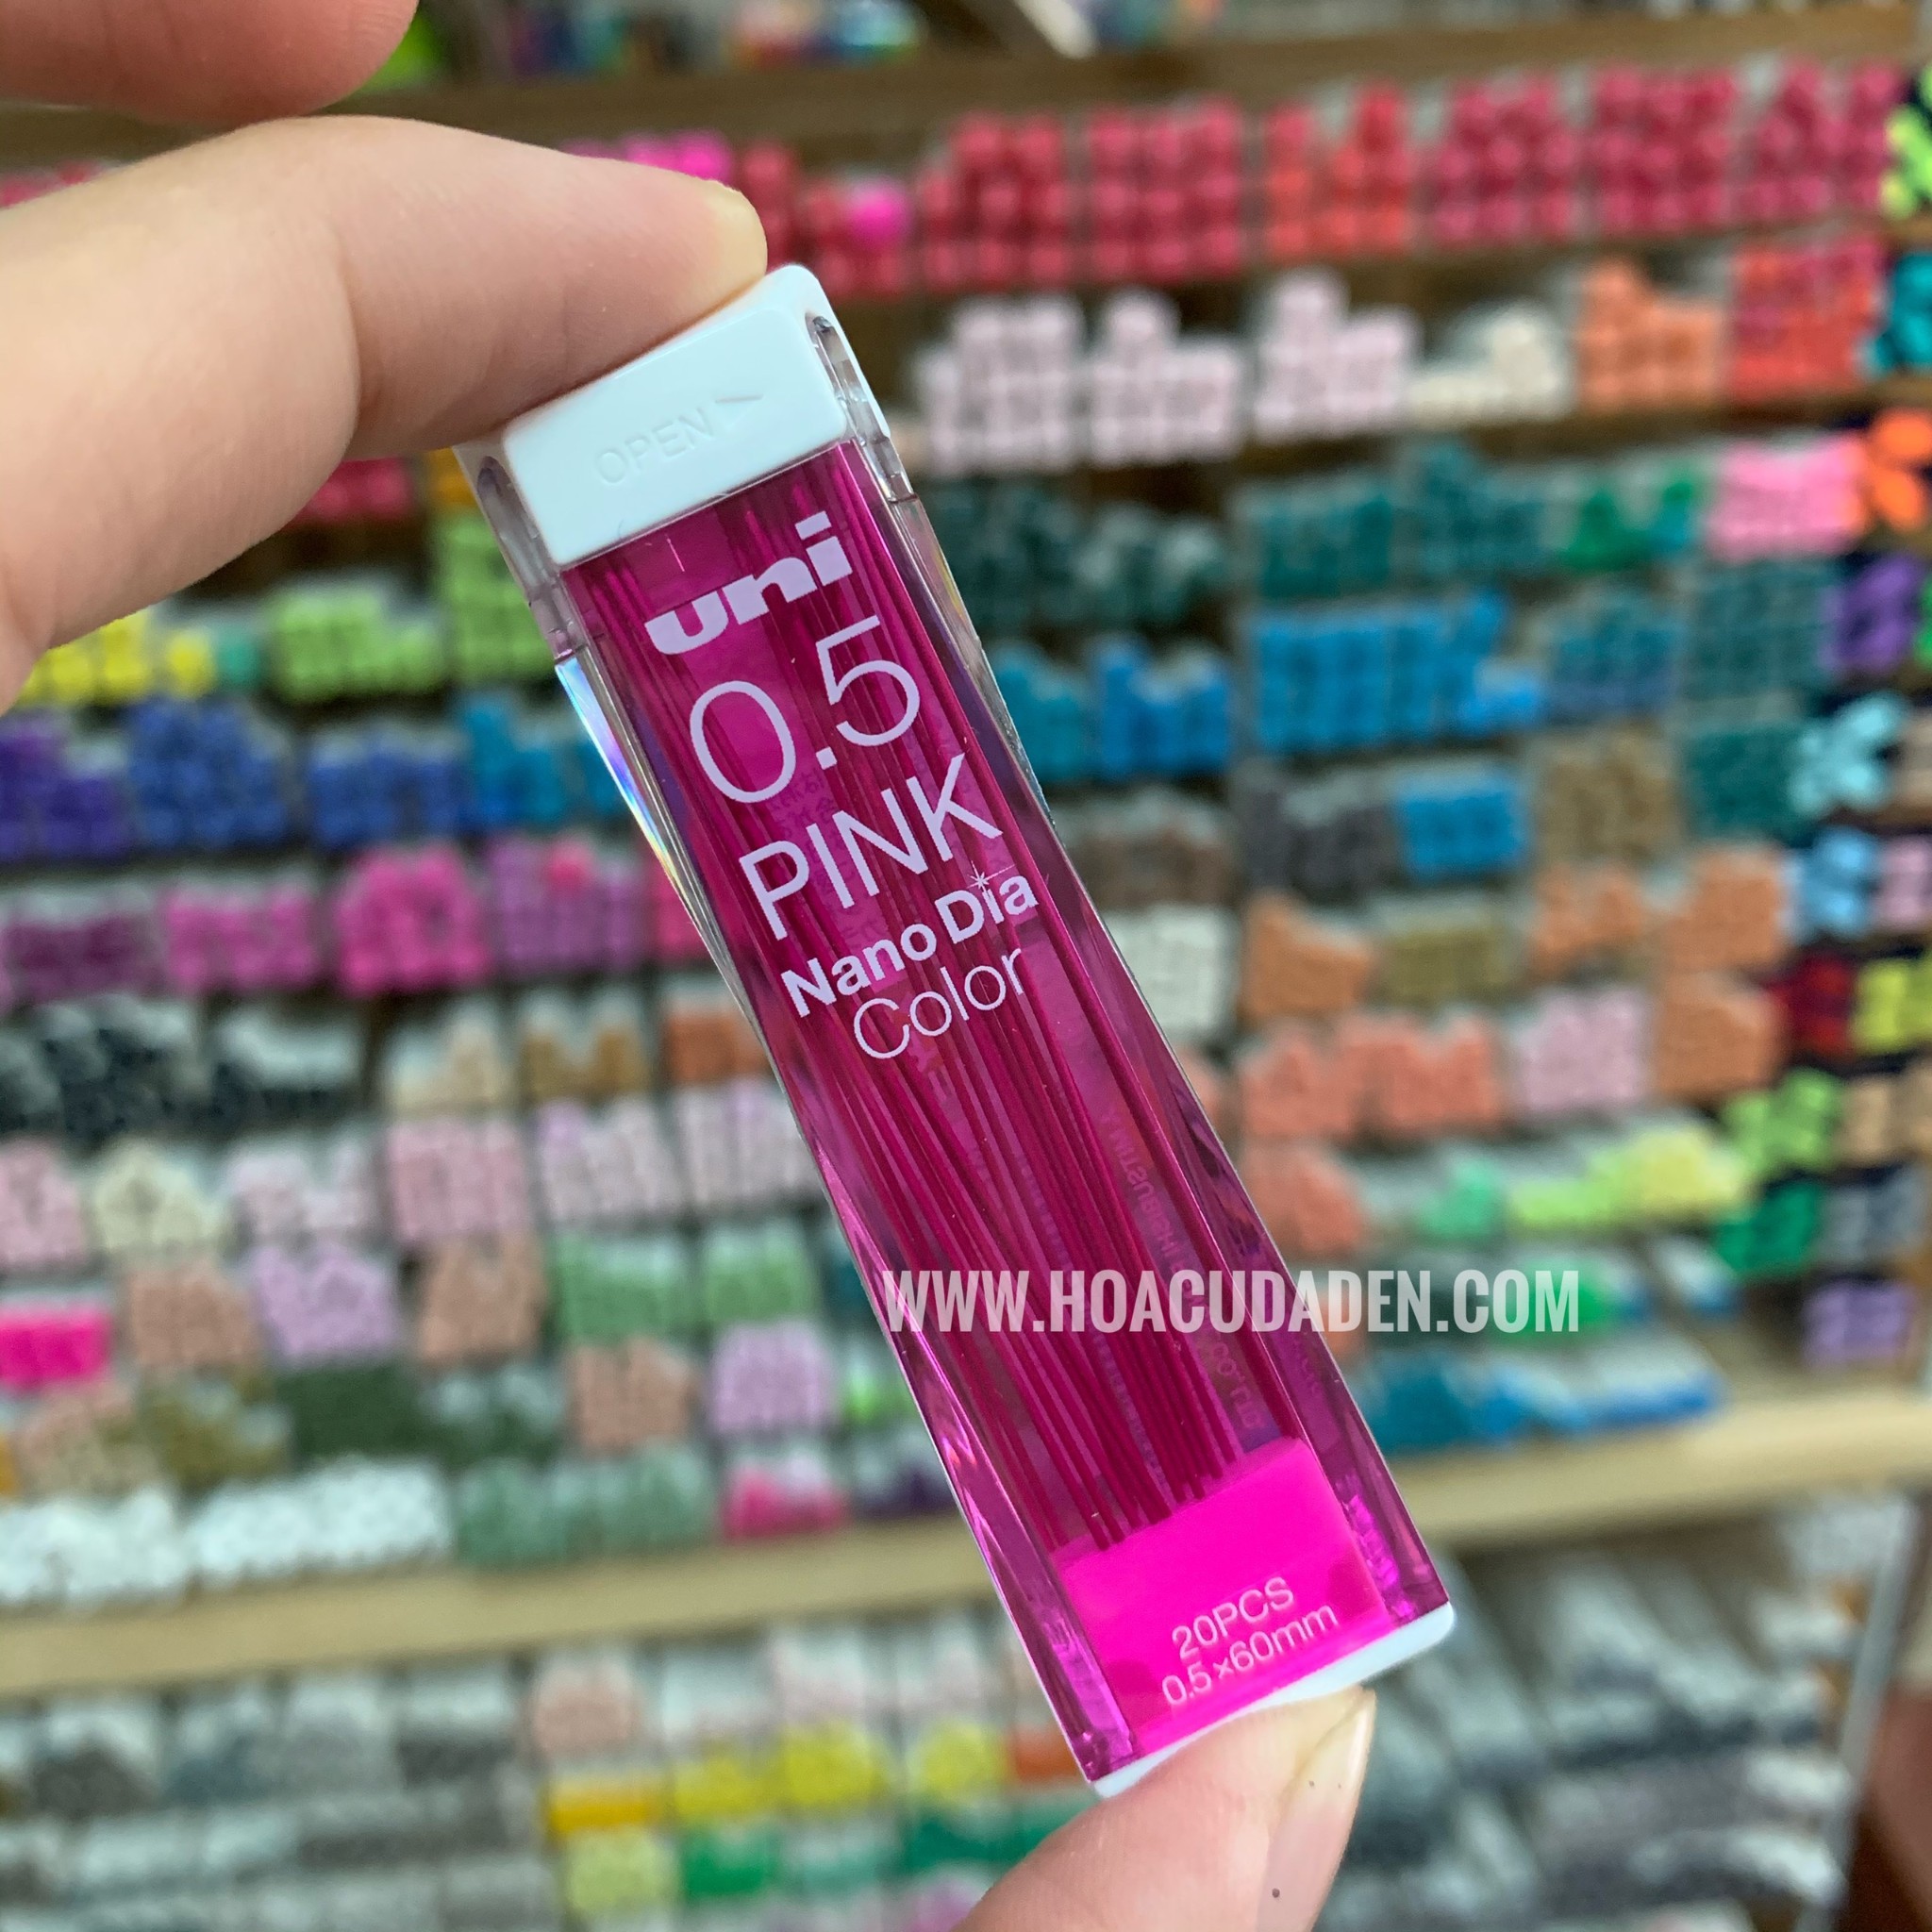 OPEN
uni
0.5
PINK
Nano Dia
Color
WWW.HOACUDADEN.COM
20PCS
0.5×60mm